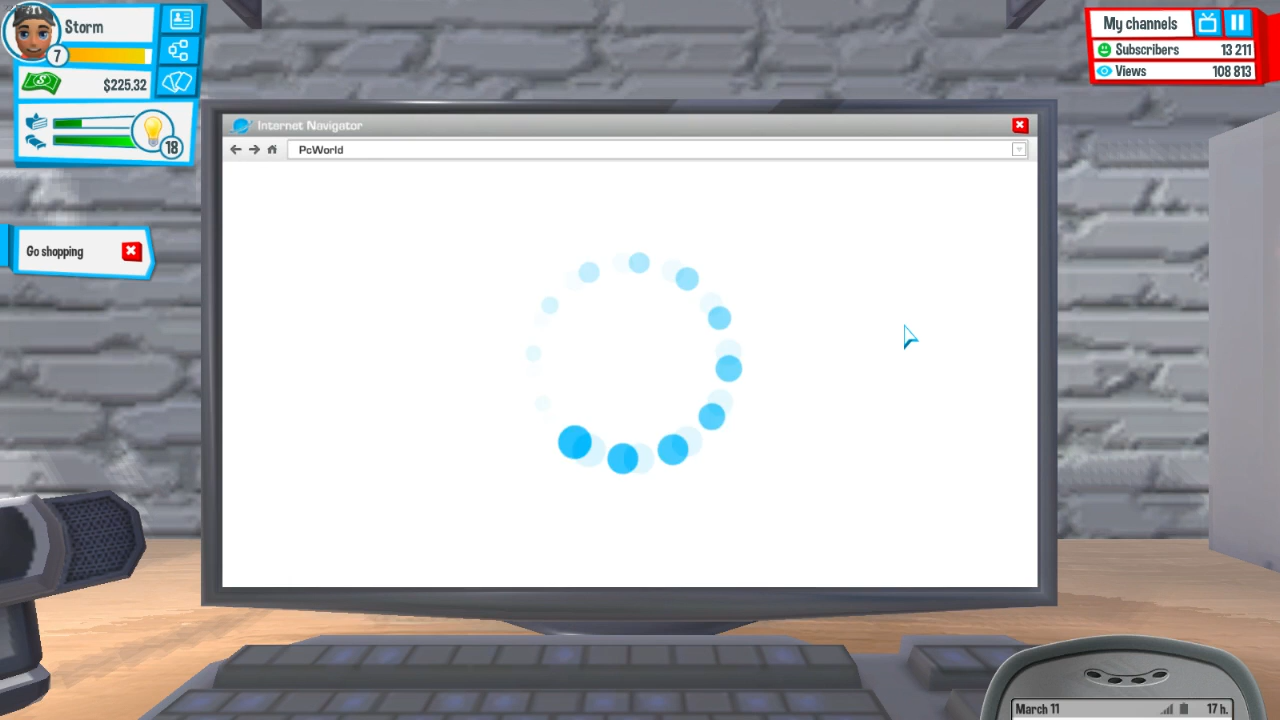 Storm
7
$225.32
18
Go shopping
Internet Navigator
PcWorld
My channels
Subscribers 13 211
Views 108 813
March 11 17 h.